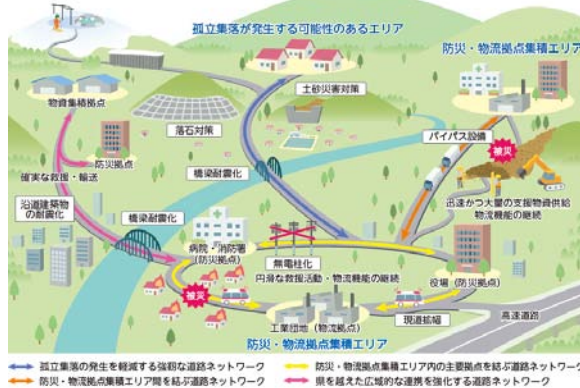 孤立集落が発生する可能性のあるエリア
防災・物流拠点集積エリア
物資集積拠点
土砂災害対策
落石対策
バイパス設備
被災
防災拠点
確実な救援・輸送
橋梁耐震化
迅速かつ大量の支援物資供給
物流機能の継続
沿道建築物
の耐震化
橋梁耐震化
病院・消防署
(防災拠点)
無電柱化
円滑な救援活動・物流機能の継続
役場(防災拠点)
被災
工業団地(物流拠点)
現道拡幅
高速道路
防災・物流拠点集積エリア
孤立集落の発生を軽減する強靱な道路ネットワーク
防災・物流拠点集積エリア内の主要拠点を結ぶ道路ネットワーク
防災・物流拠点集積エリア間を結ぶ道路ネットワーク
県を越えた広域的な連携を強化する道路ネットワーク